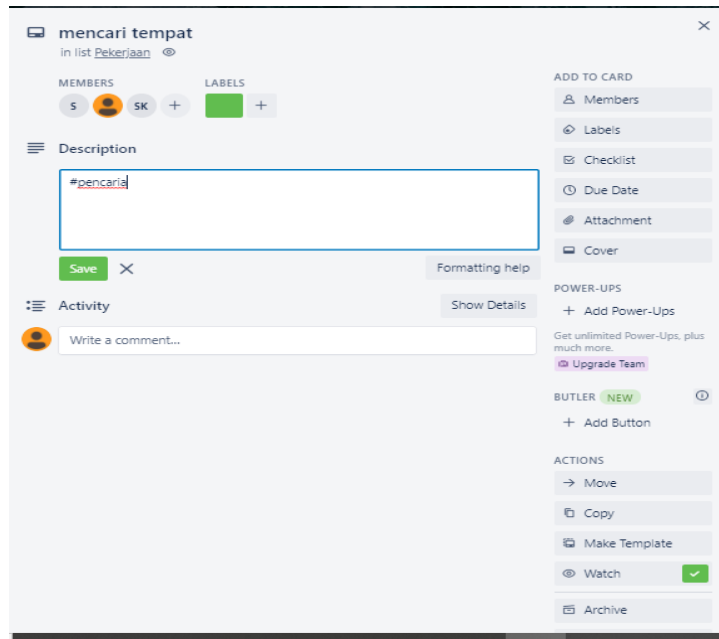 mencari tempat
in list Pekerjaan
MEMBERS
LABELS
S
SK
Description
#pencaria
Save
Formatting help
Activity
Show Details
Write a comment...
ADD TO CARD
Members
Labels
Checklist
Due Date
Attachment
Cover
POWER-UPS
+ Add Power-Ups
Get unlimited Power-Ups, plus
much more.
Upgrade Team
BUTLER NEW
+ Add Button
ACTIONS
→ Move
Copy
Make Template
Watch
Archive